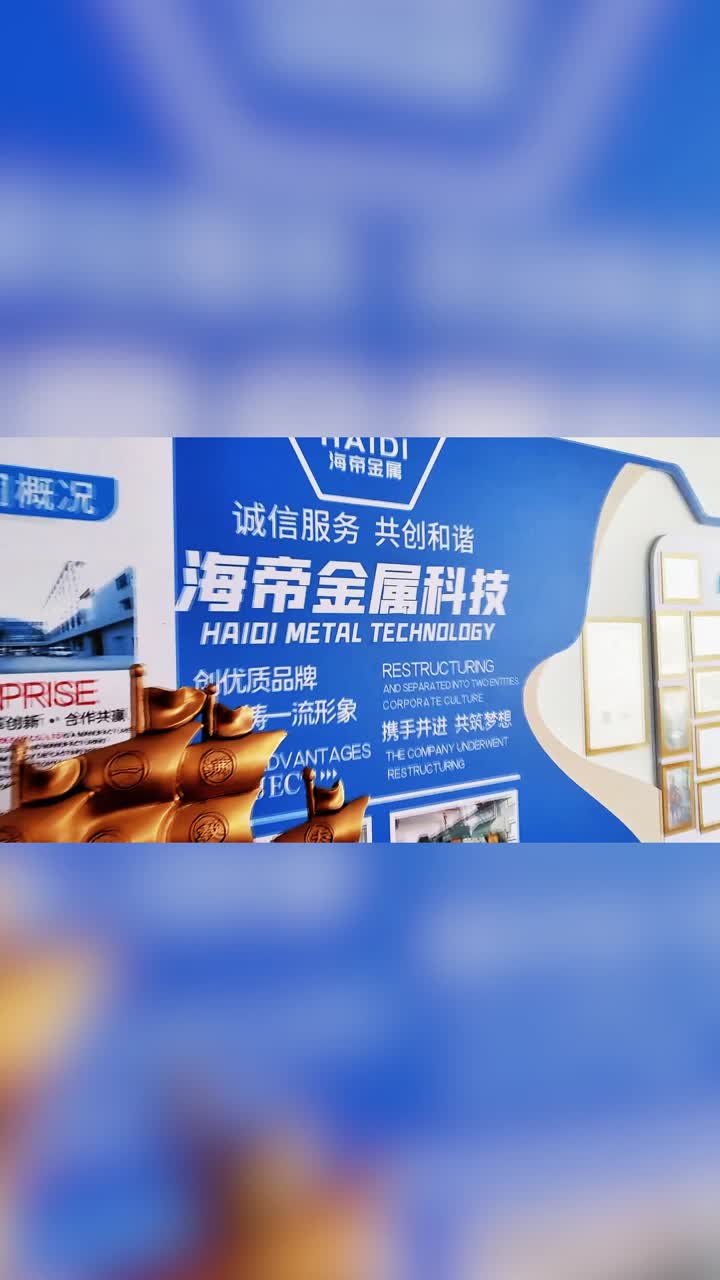 HAIDI
海帝金属
概况
诚信服务 共创和谐
海帝金属科技
HAIDI METAL TECHNOLOGY
PRISE
创新 合作共赢
创优质品牌
铸一流形象
DVANTAGES
RESTRUCTURING
AND SEPARATED INTO TWO ENTITIES
CORPORATE CULTURE
携手并进 共筑梦想
THE COMPANY UNDERWENT
RESTRUCTURING